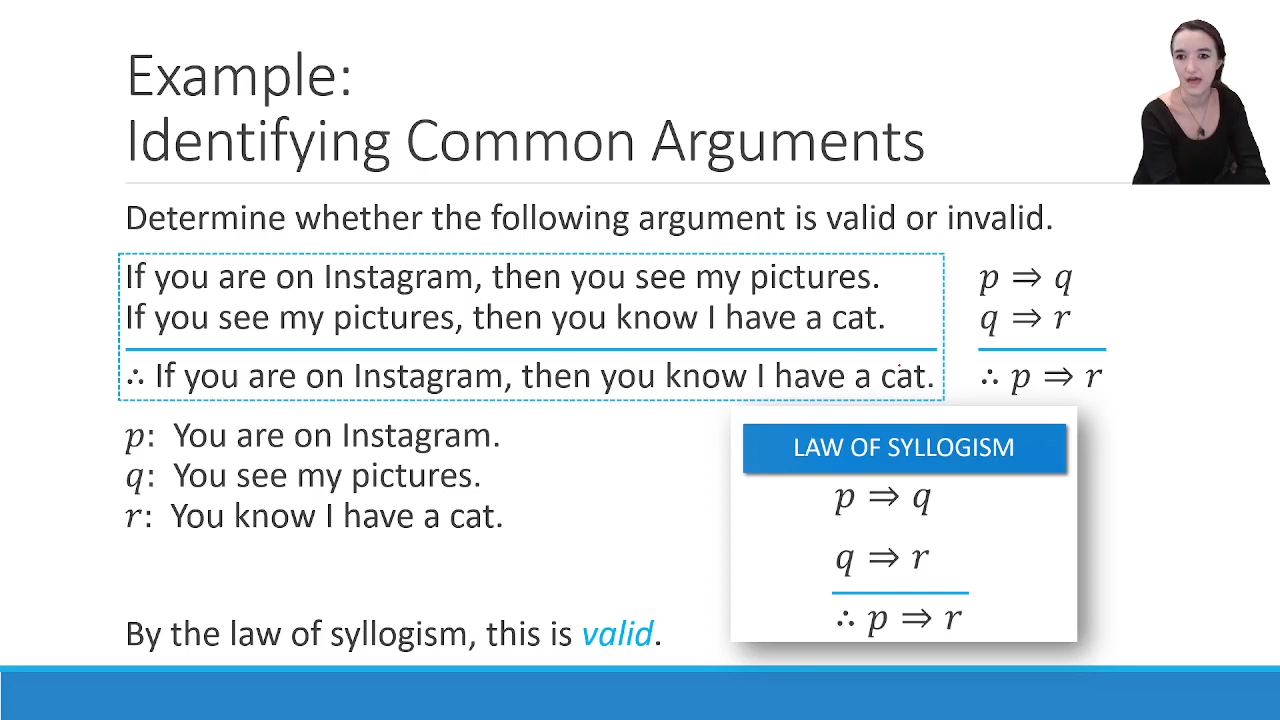 Example:
Identifying Common Arguments
Determine whether the following argument is valid or invalid.
If you are on Instagram, then you see my pictures.
If you see my pictures, then you know I have a cat.
∴ If you are on Instagram, then you know I have a cat.
p ⇒ q
q ⇒ r
∴ p ⇒ r
p: You are on Instagram.
q: You see my pictures.
r: You know I have a cat.
LAW OF SYLLOGISM
p ⇒ q
q ⇒ r
∴ p ⇒ r
By the law of syllogism, this is valid.